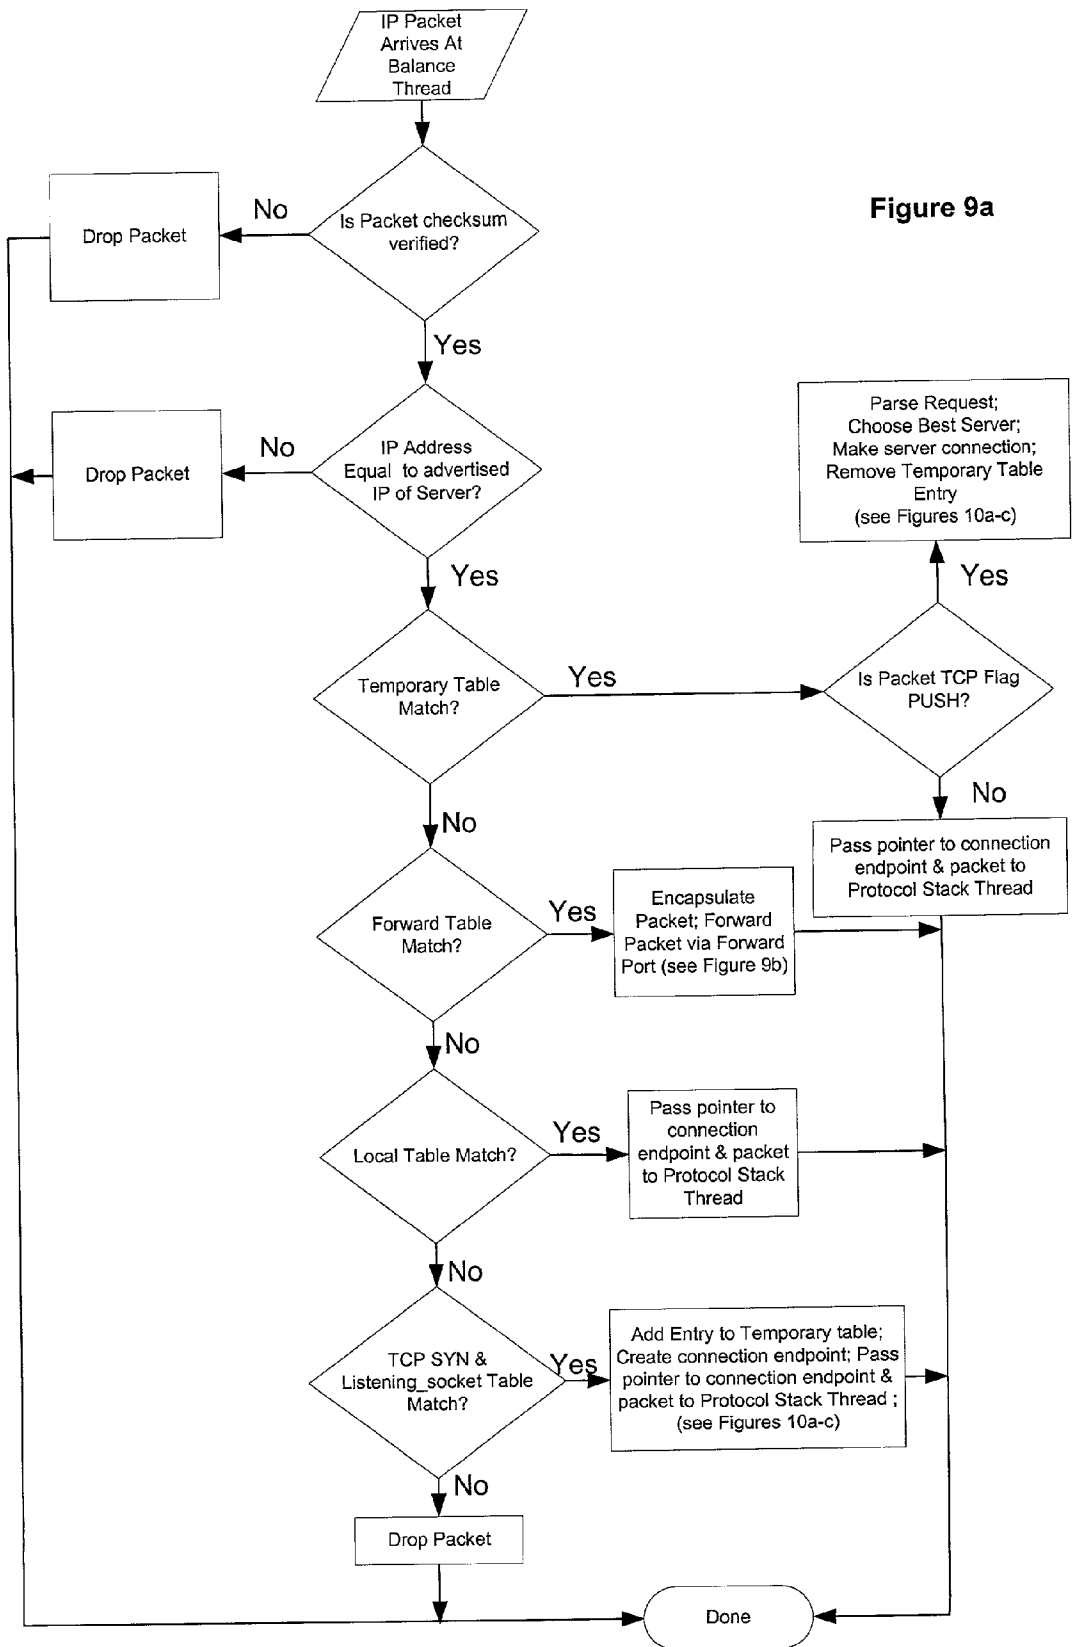 IP Packet
Arrives At
Balance
Thread
Figure 9a
No
Is Packet checksum
verified?
Drop Packet
Yes
Parse Request;
Choose Best Server;
Make server connection;
Remove Temporary Table
Entry
(see Figures 10a-c)
No
IP Address
Equal to advertised
IP of Server?
Drop Packet
Yes
Yes
Temporary Table
Match?
Yes
Is Packet TCP Flag
PUSH?
No
No
Pass pointer to connection
endpoint & packet to
Protocol Stack Thread
Forward Table
Match?
Yes
Encapsulate
Packet; Forward
Packet via Forward
Port (see Figure 9b)
No
Local Table Match?
Yes
Pass pointer to
connection
endpoint & packet
to Protocol Stack
Thread
No
TCP SYN &
Listening_socket Table
Match?
Yes
Add Entry to Temporary table;
Create connection endpoint; Pass
pointer to connection endpoint &
packet to Protocol Stack Thread ;
(see Figures 10a-c)
No
Drop Packet
Done